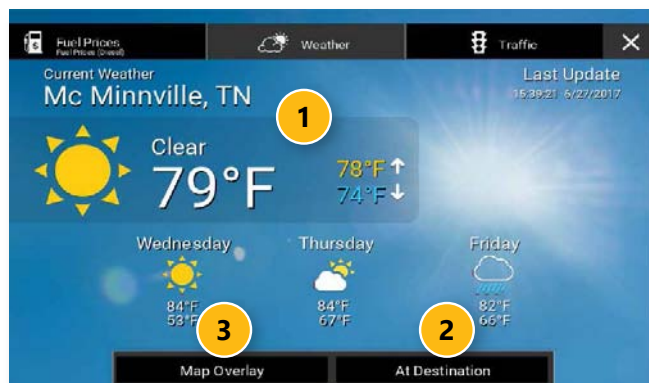 Fuel Prices
Fuel Prices (Diesel)
Weather
Traffic
Current Weather
Mc Minnville, TN
Last Update
15:39:21 6/27/2017
1
Clear
79°F
78°F ↑
74°F ↓
Wednesday Thursday Friday
84°F 84°F 82°F
53°F 67°F 66°F
3 2
Map Overlay At Destination